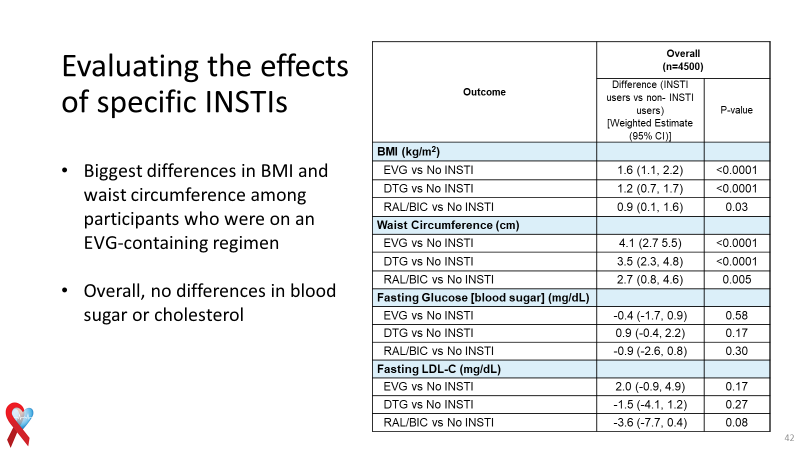 Evaluating the effects
of specific INSTIs
• Biggest differences in BMI and
waist circumference among
participants who were on an
EVG-containing regimen
• Overall, no differences in blood
sugar or cholesterol
Outcome
Overall
(n=4500)
Difference (INSTI
users vs non- INSTI
users)
[Weighted Estimate
(95% CI)]
P-value
BMI (kg/m²)
EVG vs No INSTI 1.6 (1.1, 2.2) <0.0001
DTG vs No INSTI 1.2 (0.7, 1.7) <0.0001
RAL/BIC vs No INSTI 0.9 (0.1, 1.6) 0.03
Waist Circumference (cm)
EVG vs No INSTI 4.1 (2.7 5.5) <0.0001
DTG vs No INSTI 3.5 (2.3, 4.8) <0.0001
RAL/BIC vs No INSTI 2.7 (0.8, 4.6) 0.005
Fasting Glucose [blood sugar] (mg/dL)
EVG vs No INSTI -0.4 (-1.7, 0.9) 0.58
DTG vs No INSTI 0.9 (-0.4, 2.2) 0.17
RAL/BIC vs No INSTI -0.9 (-2.6, 0.8) 0.30
Fasting LDL-C (mg/dL)
EVG vs No INSTI 2.0 (-0.9, 4.9) 0.17
DTG vs No INSTI -1.5 (-4.1, 1.2) 0.27
RAL/BIC vs No INSTI -3.6 (-7.7, 0.4) 0.08
42